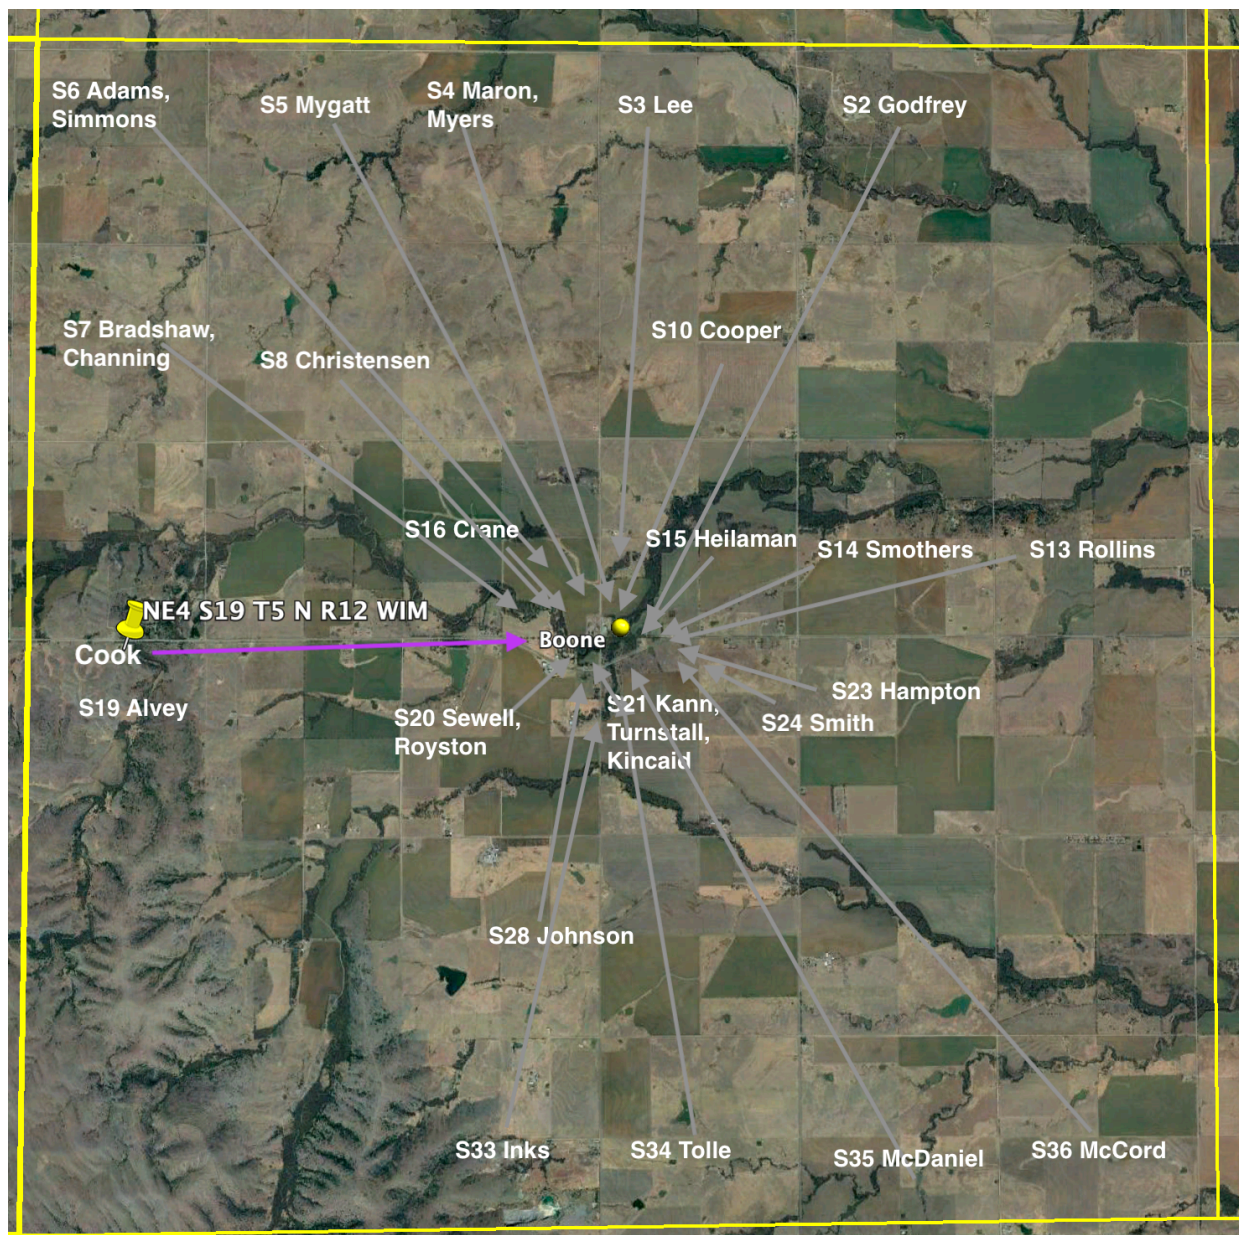 S6 Adams,
Simmons
S5 Mygatt
S4 Maron,
Myers
S3 Lee
S2 Godfrey
S7 Bradshaw,
Channing
S8 Christensen
S10 Cooper
S16 Crane
S15 Heilaman
S14 Smothers
S13 Rollins
NE4 S19 T5 N R12 WIM
Cook
Boone
S19 Alvey
S20 Sewell,
Royston
S21 Kann,
Turnstall,
Kincaid
S23 Hampton
S24 Smith
S28 Johnson
S33 Inks
S34 Tolle
S35 McDaniel
S36 McCord